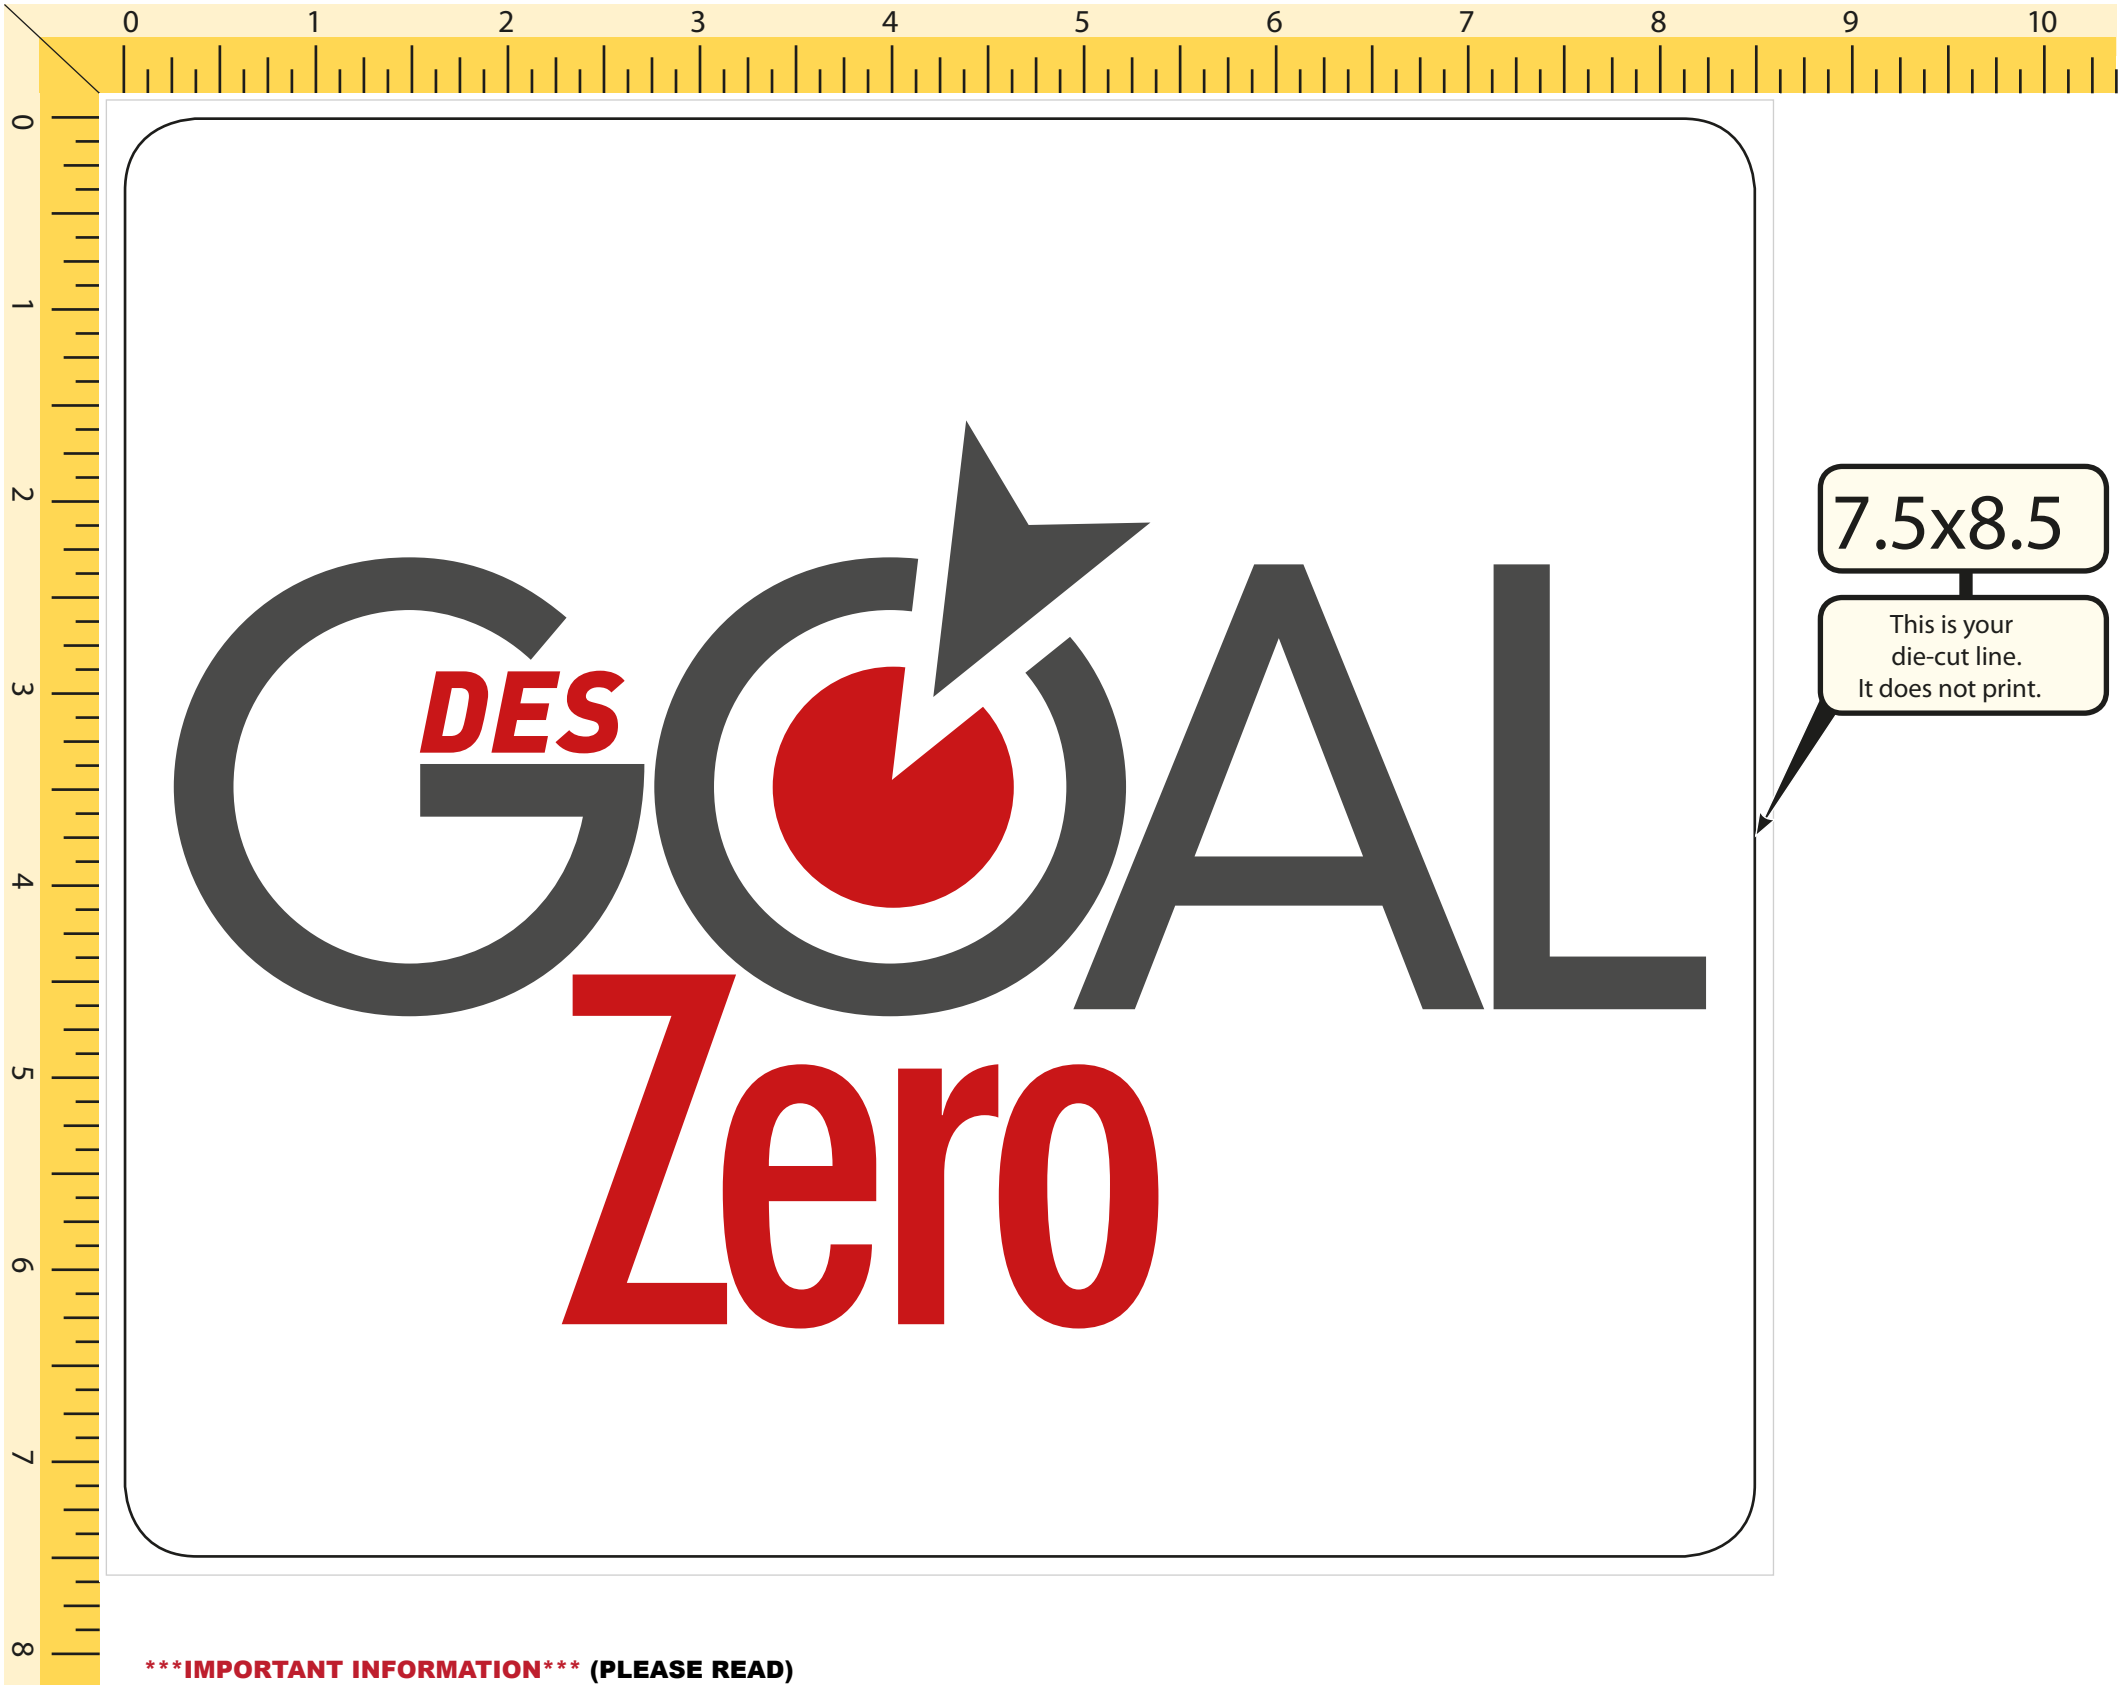 0 1 2 3 4 5 6 7 8 9 10
0
1
2
3
4
5
6
7
8
GOAL
DES
Zero
7.5x8.5
This is your
die-cut line.
It does not print.
***IMPORTANT INFORMATION*** (PLEASE READ)